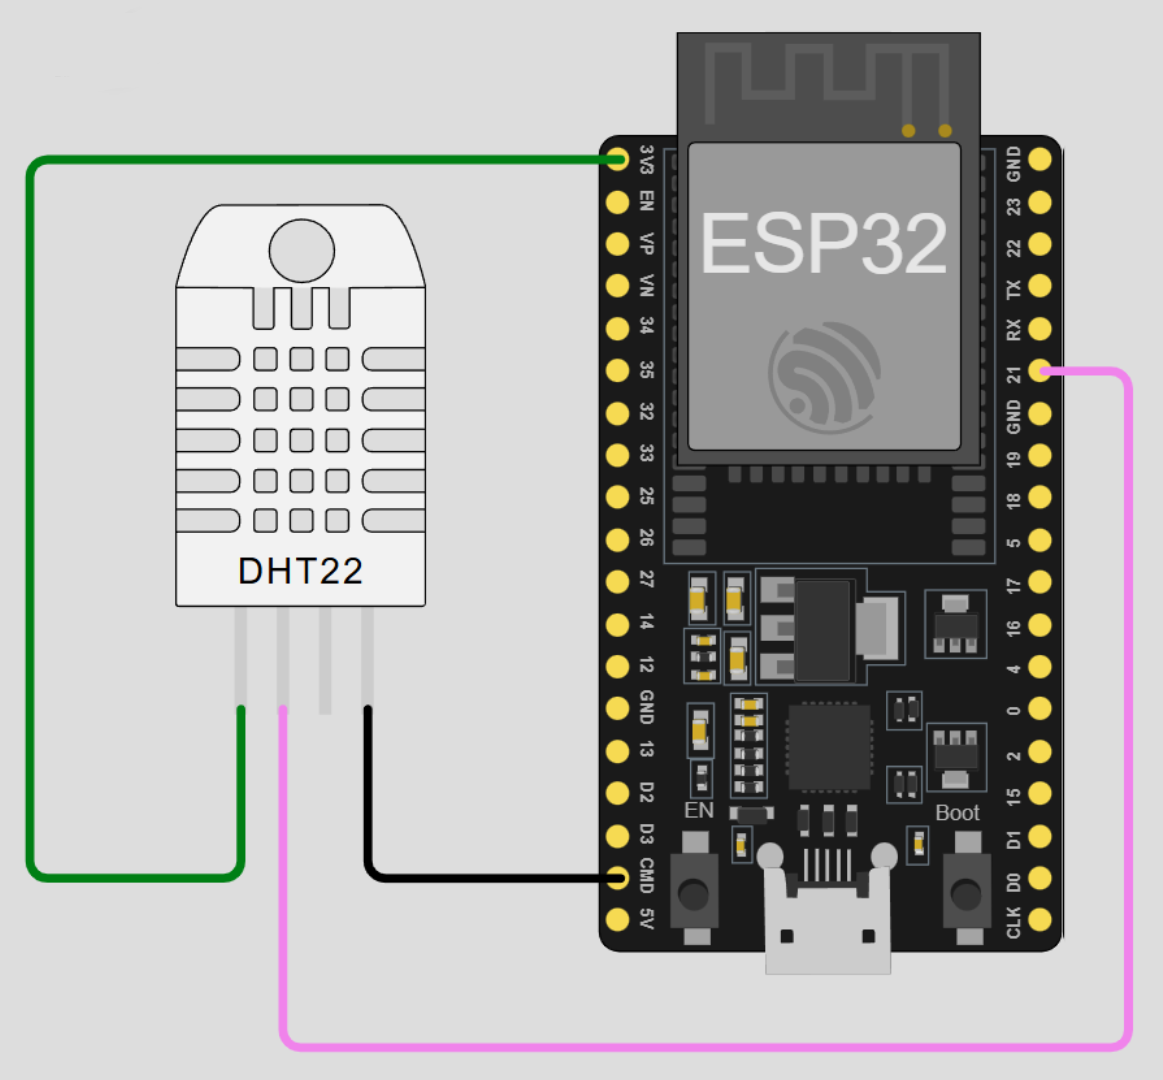 ESP32
DHT22
3V3
EN
VP
VN
34
35
32
33
25
26
27
14
12
GND
13
D2
D3
CMD
5V
GND
23
22
TX
RX
21
GND
19
18
5
17
16
4
0
2
15
D1
D0
CLK
EN
Boot